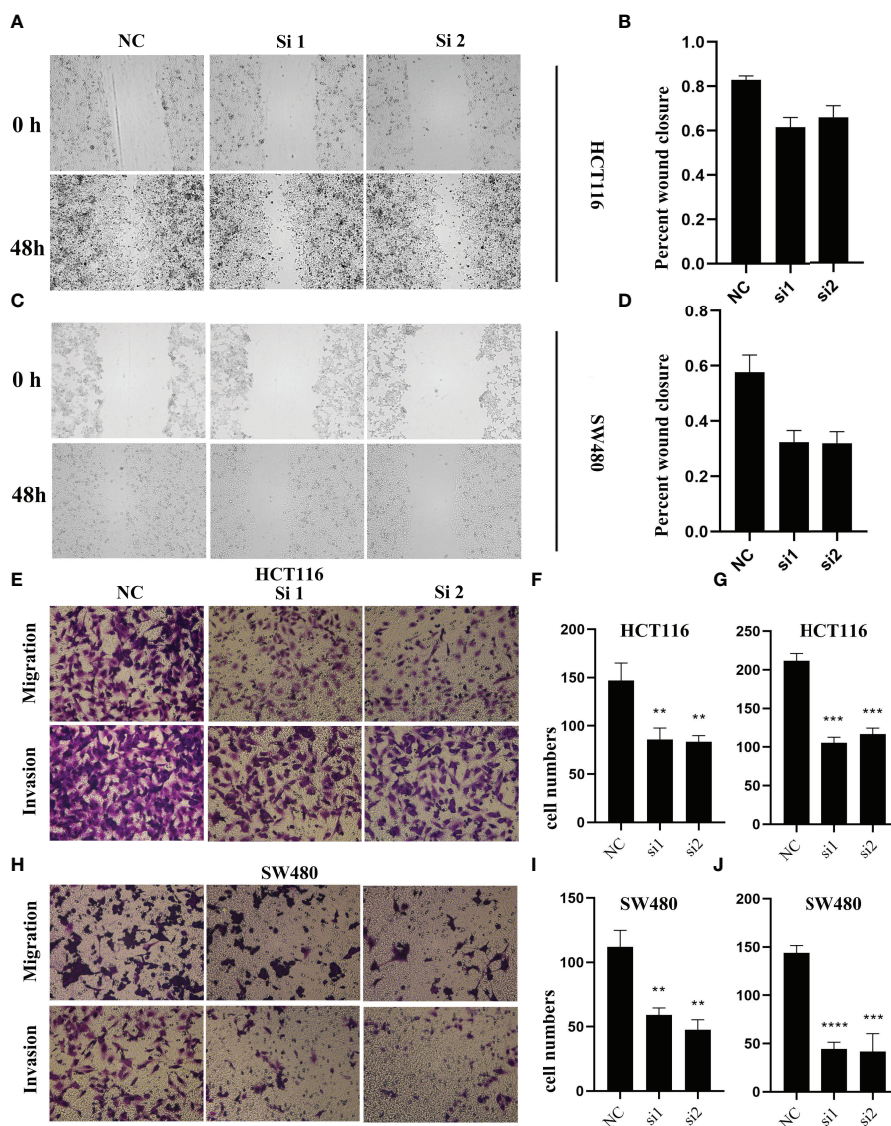 A
NC
Si 1
Si 2
0 h
48h
HCT116
B
Percent wound closure
1.0
0.8
0.6
0.4
0.2
0.0
NC
si1
si2
C
0 h
48h
SW480
D
Percent wound closure
0.8
0.6
0.4
0.2
0.0
NC
si1
si2
E
HCT116
NC
Si 1
Si 2
Migration
Invasion
F
HCT116
cell numbers
200
150
100
50
0
**
**
NC
si1
si2
G
HCT116
250
200
150
100
50
0
***
***
NC
si1
si2
H
SW480
Migration
Invasion
I
SW480
cell numbers
150
100
50
0
**
**
NC
si1
si2
J
SW480
200
150
100
50
0
****
***
NC
si1
si2